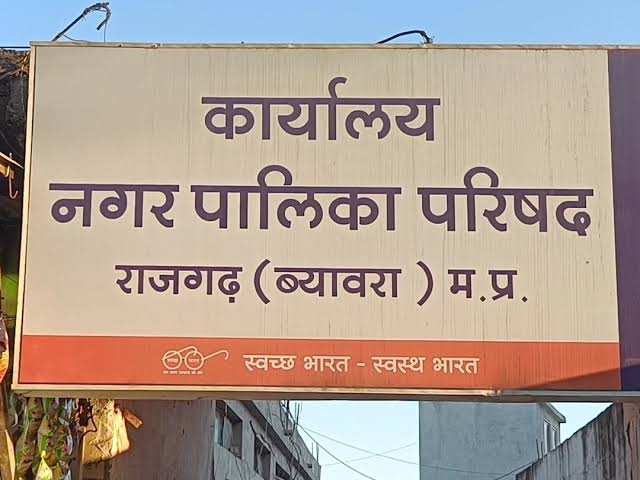 कार्यालय
नगर पालिका परिषद
राजगढ़ (ब्यावरा ) म.प्र.
स्वच्छ भारत - स्वस्थ भारत